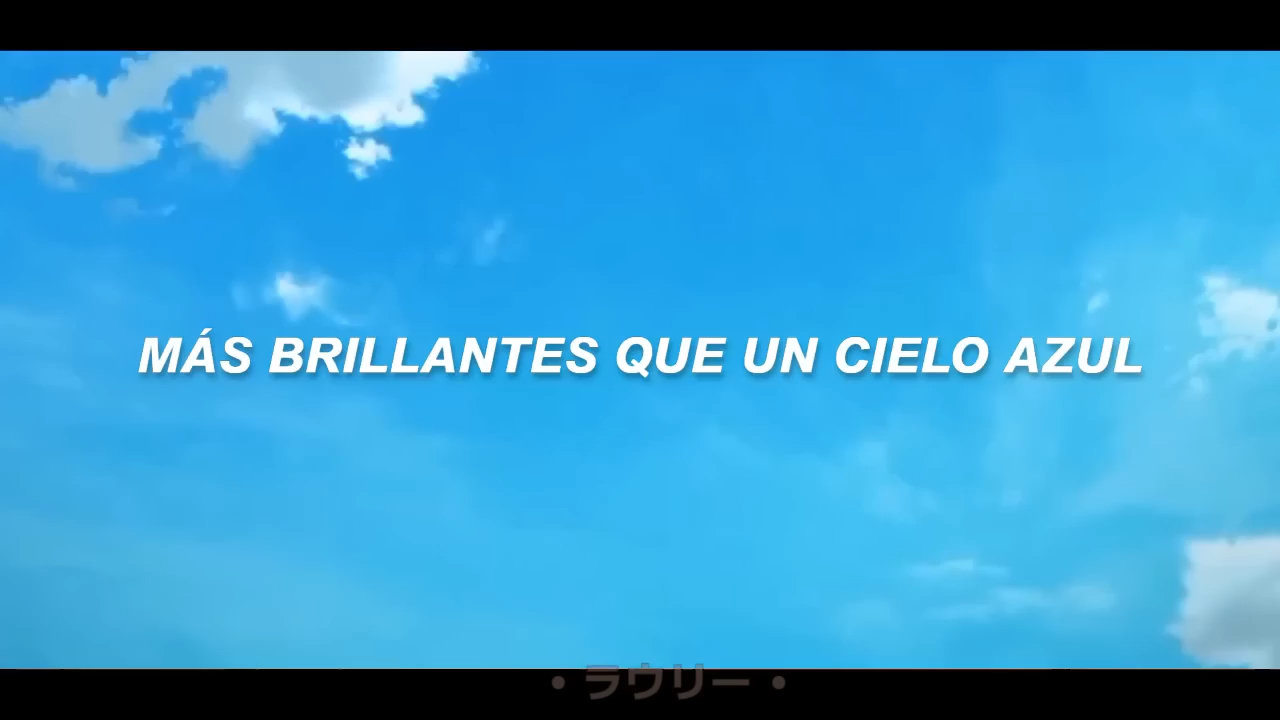 MÁS BRILLANTES QUE UN CIELO AZUL
• ラウリー •